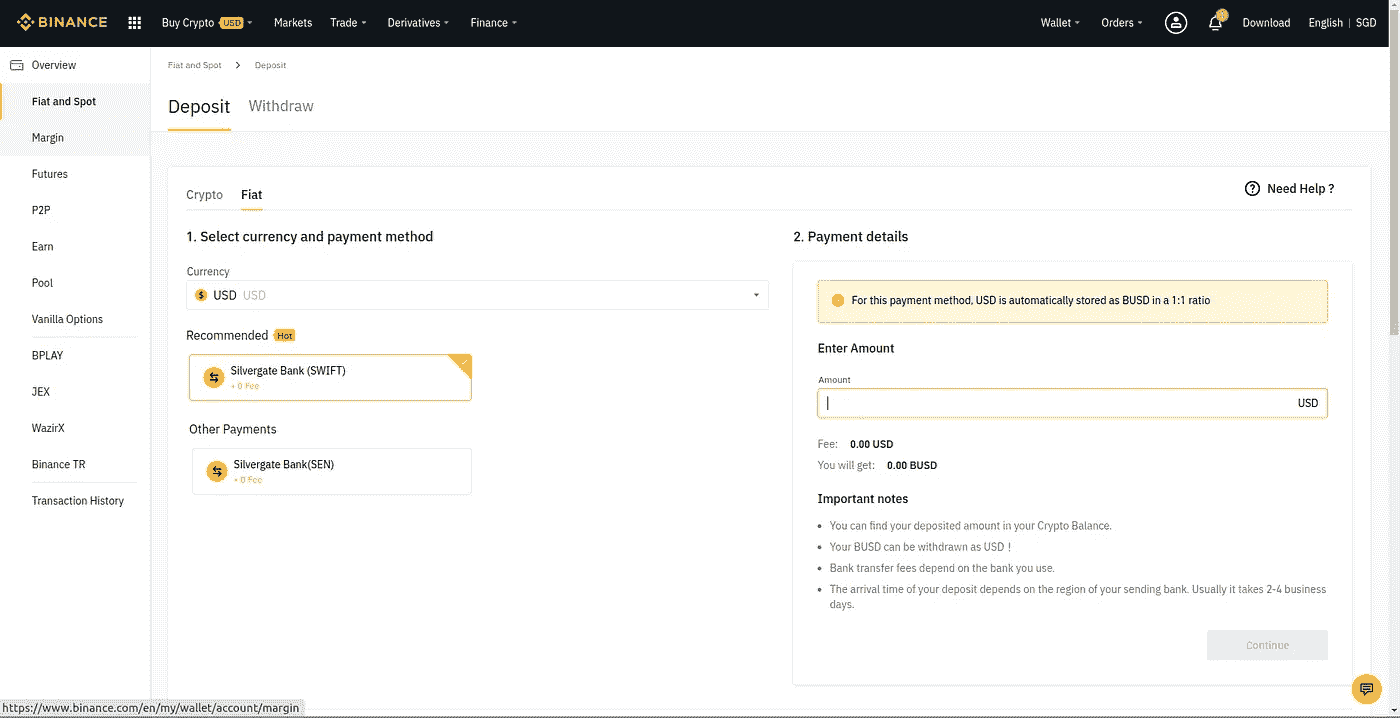 BINANCE Buy Crypto USD Markets Trade Derivatives Finance Wallet Orders Download English | SGD
Overview
Fiat and Spot
Margin
Futures
P2P
Earn
Pool
Vanilla Options
BPLAY
JEX
WazirX
Binance TR
Transaction History
Fiat and Spot > Deposit
Deposit Withdraw
Crypto Fiat
Need Help ?
1. Select currency and payment method
Currency
USD USD
Recommended Hot
Silvergate Bank (SWIFT)
+ 0 Fee
Other Payments
Silvergate Bank(SEN)
+ 0 Fee
2. Payment details
For this payment method, USD is automatically stored as BUSD in a 1:1 ratio
Enter Amount
Amount
USD
Fee: 0.00 USD
You will get: 0.00 BUSD
Important notes
• You can find your deposited amount in your Crypto Balance.
• Your BUSD can be withdrawn as USD !
• Bank transfer fees depend on the bank you use.
• The arrival time of your deposit depends on the region of your sending bank. Usually it takes 2-4 business
days.
Continue
https://www.binance.com/en/my/wallet/account/margin